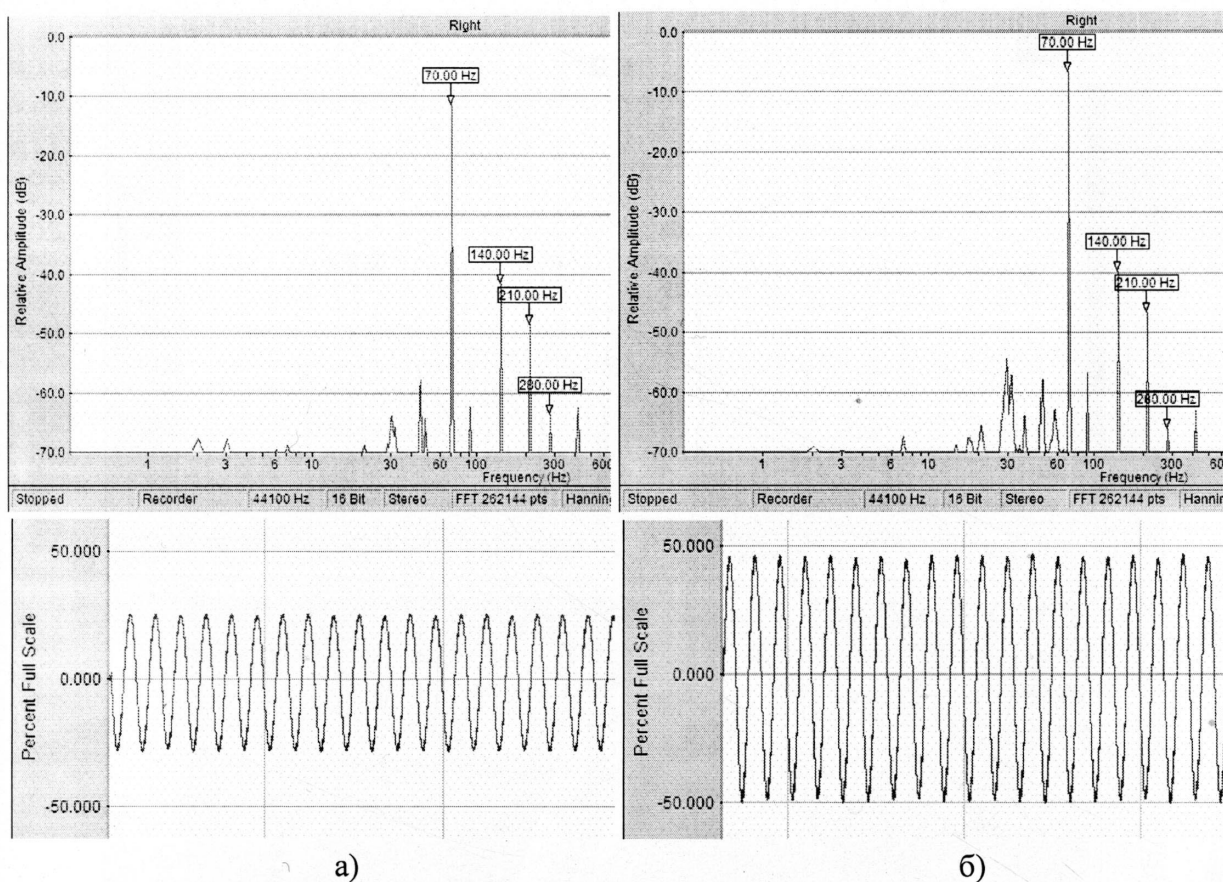 Right
0.0
-10.0
-20.0
-30.0
-40.0
-50.0
-60.0
-70.0
Relative Amplitude (dB)
70.00 Hz
140.00 Hz
210.00 Hz
280.00 Hz
1 3 6 10 30 60 100 300 600
Frequency (Hz)
Stopped Recorder 44100 Hz 16 Bit Stereo FFT 262144 pts Hanning
50.000
0.000
-50.000
Percent Full Scale
а)
Right
0.0
-10.0
-20.0
-30.0
-40.0
-50.0
-60.0
-70.0
Relative Amplitude (dB)
70.00 Hz
140.00 Hz
210.00 Hz
280.00 Hz
1 3 6 10 30 60 100 300 600
Frequency (Hz)
Stopped Recorder 44100 Hz 16 Bit Stereo FFT 262144 pts Hannin
50.000
0.000
-50.000
Percent Full Scale
б)